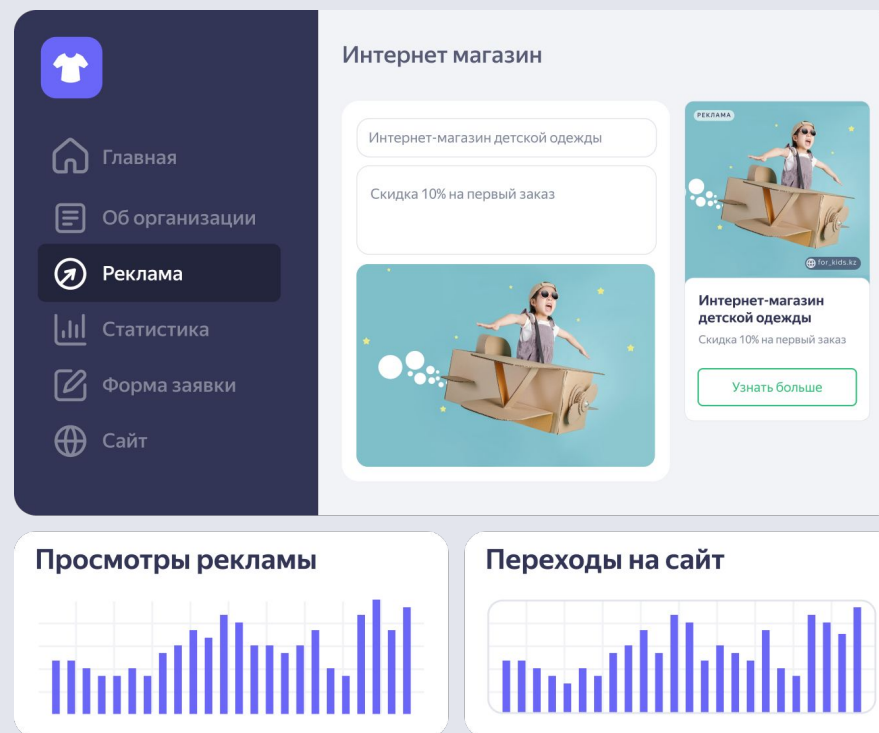 Главная
Об организации
Реклама
Статистика
Форма заявки
Сайт
Интернет магазин
Интернет-магазин детской одежды
Скидка 10% на первый заказ
РЕКЛАМА
for_kids.kz
Интернет-магазин
детской одежды
Скидка 10% на первый заказ
Узнать больше
Просмотры рекламы
Переходы на сайт